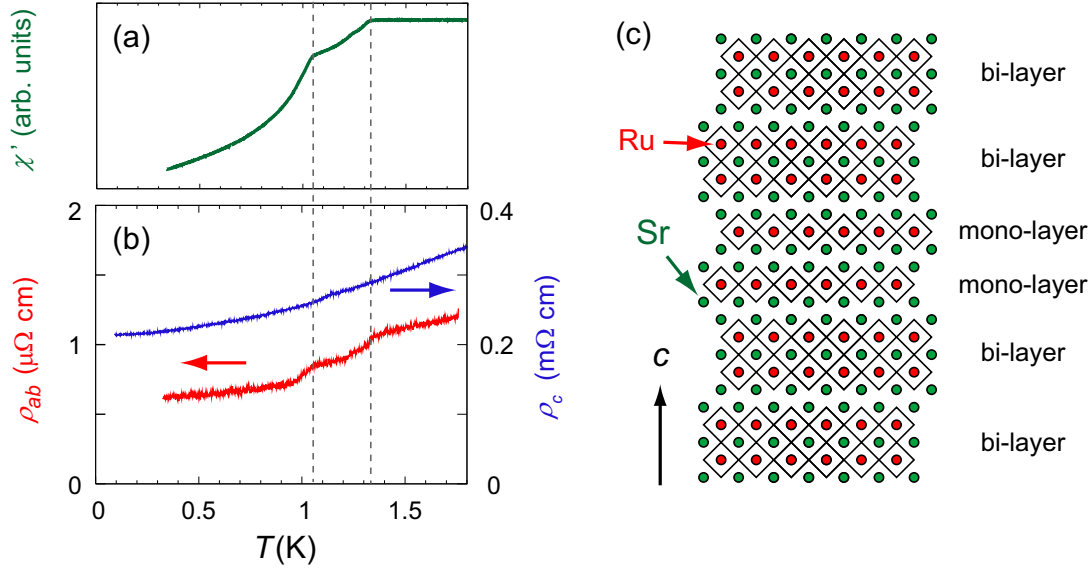 (a)
χ' (arb. units)
(b)
2
1
0
ρab (μΩ cm)
0.4
0.2
0
ρc (mΩ cm)
0 0.5 1 1.5
T(K)
(c)
bi-layer
Ru
bi-layer
mono-layer
Sr
mono-layer
bi-layer
c
bi-layer